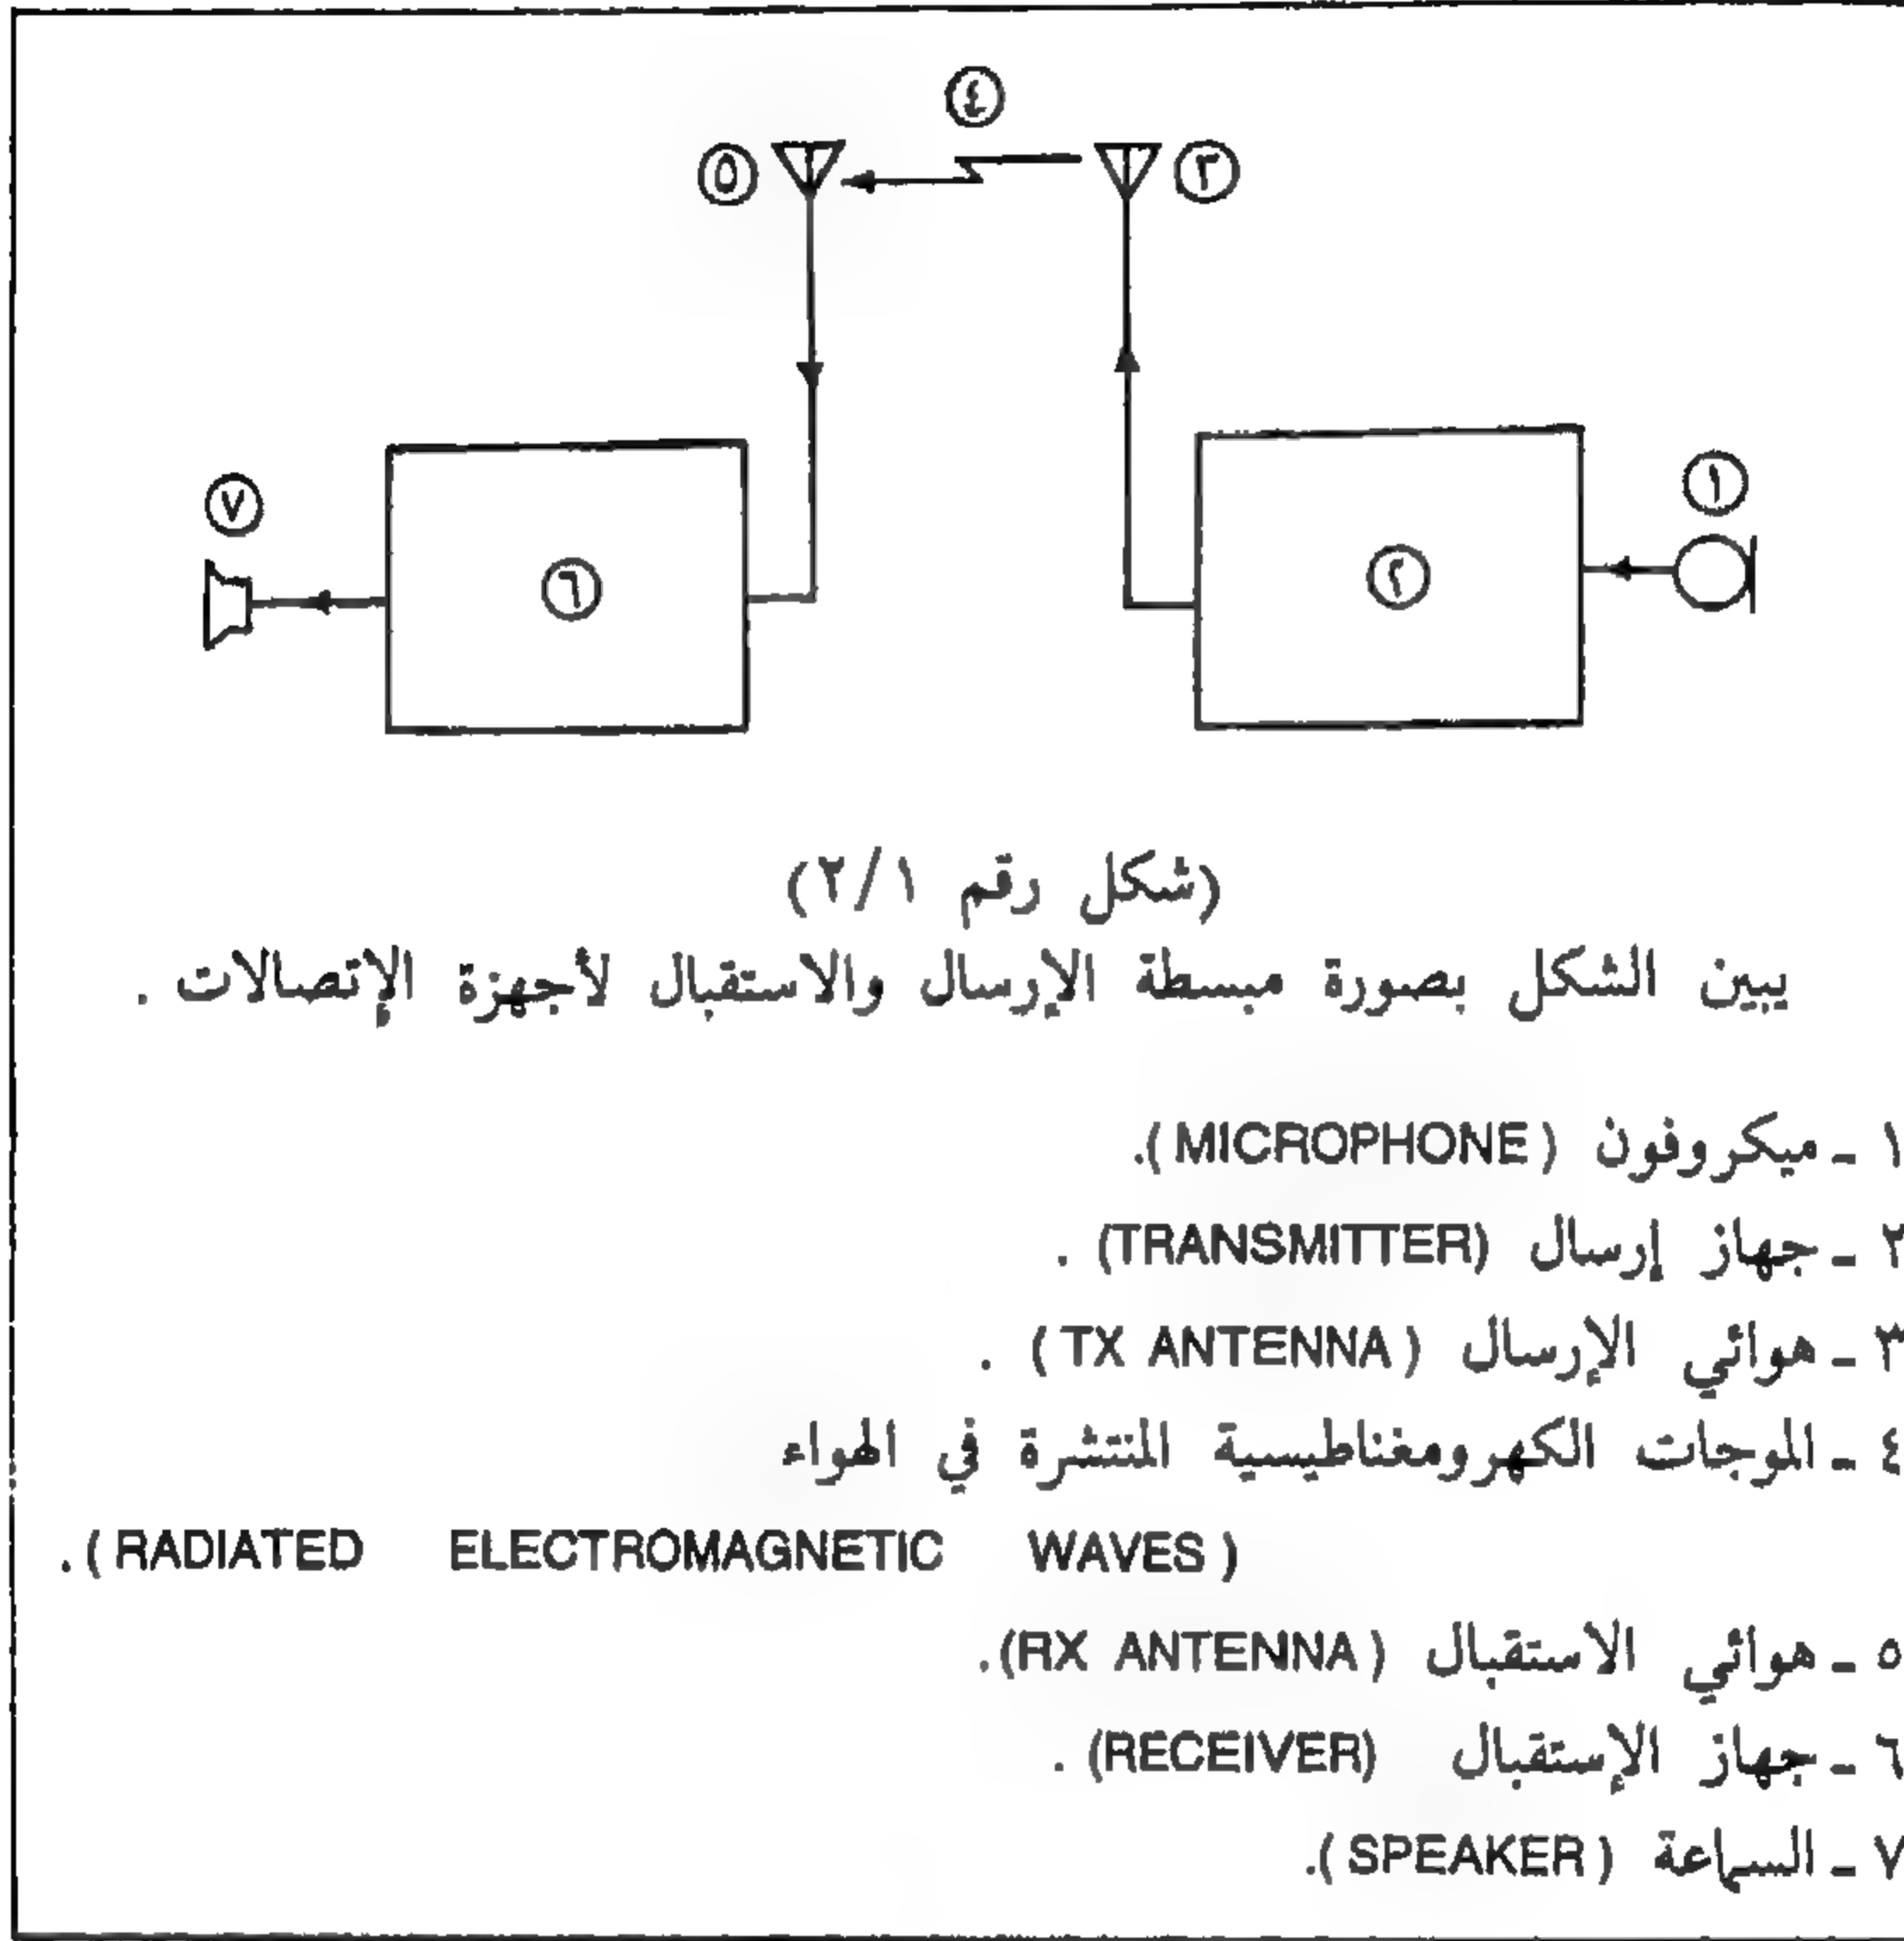 ٤
٥
٣
٧
١
٦
٢
(شكل رقم ٢/١)
يبين الشكل بصورة مبسطة الإرسال والاستقبال لأجهزة الإتصالات .
١ ـ ميكروفون (MICROPHONE).
٢ ـ جهاز إرسال (TRANSMITTER) .
٣ ـ هوائي الإرسال (TX ANTENNA) .
٤ ـ الموجات الكهرومغناطيسية المنتشرة في الهواء
(RADIATED ELECTROMAGNETIC WAVES).
٥ ـ هوائي الاستقبال (RX ANTENNA).
٦ ـ جهاز الإستقبال (RECEIVER) .
٧ ـ السماعة (SPEAKER).